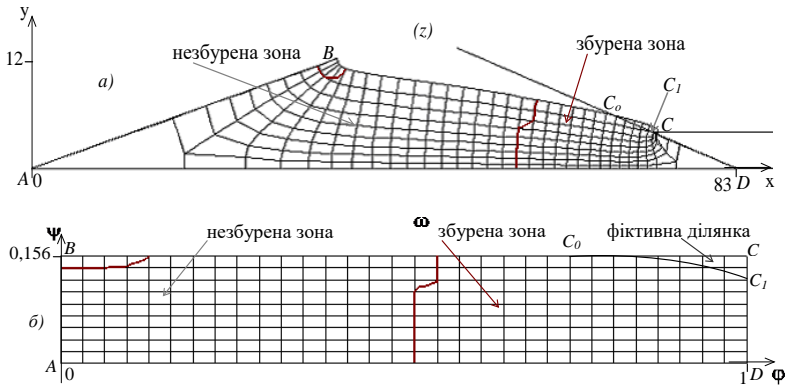 y
(z)
незбурена зона
збурена зона
12
B
а)
C₀
C₁
C
A
0
83
D
x
ψ
ω
незбурена зона
збурена зона
фіктивна ділянка
0,156
B
C₀
C
C₁
б)
A
0
1
D
φ